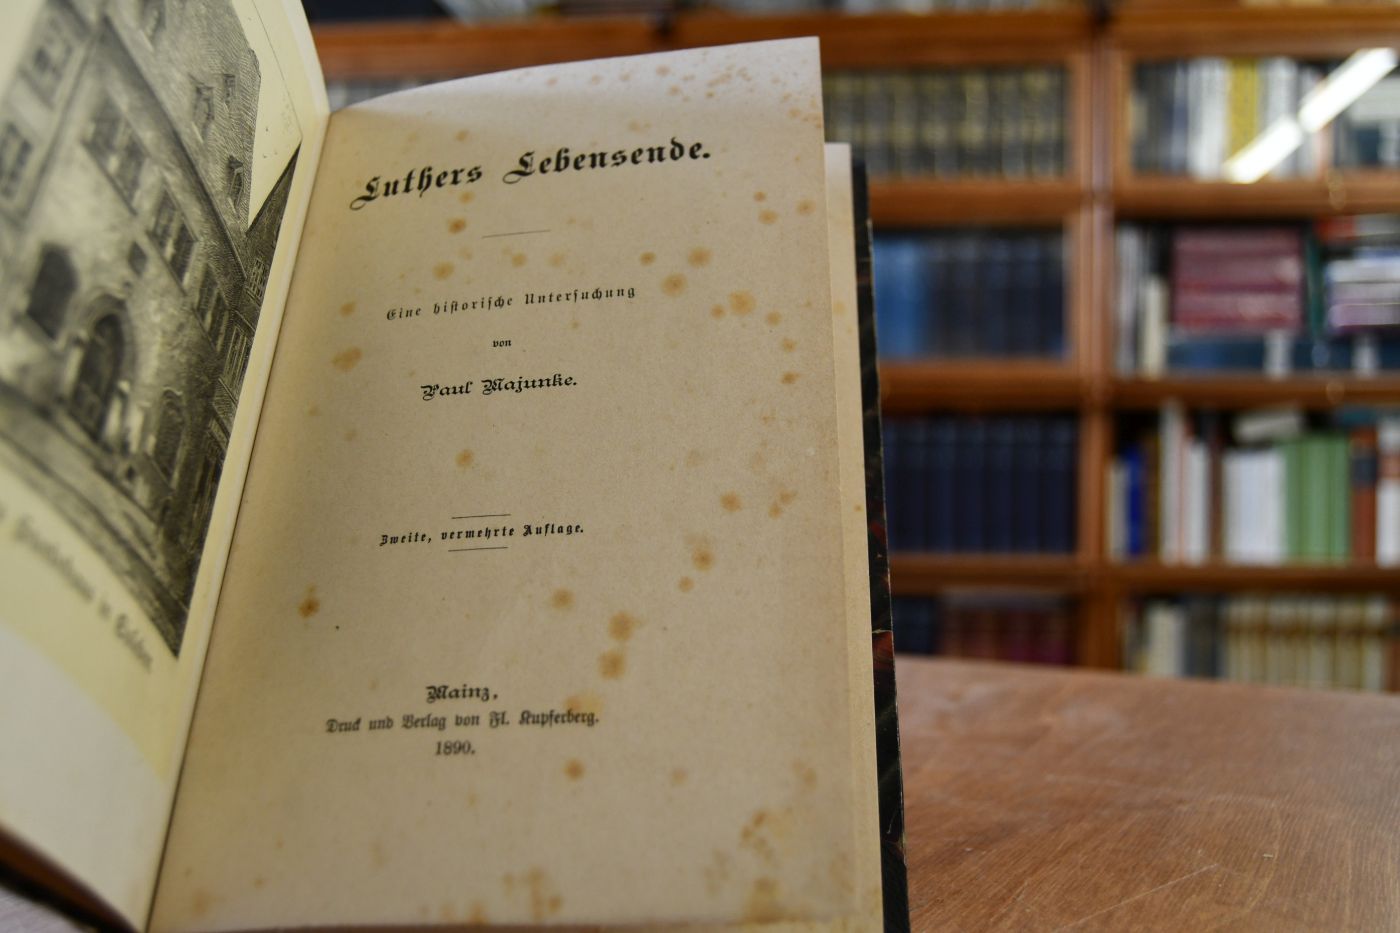 Luthers Lebensende.
Eine historische Untersuchung
von
Paul Majunke.
Zweite, vermehrte Auflage.
Mainz,
Druck und Verlag von Fl. Kupferberg.
1890.